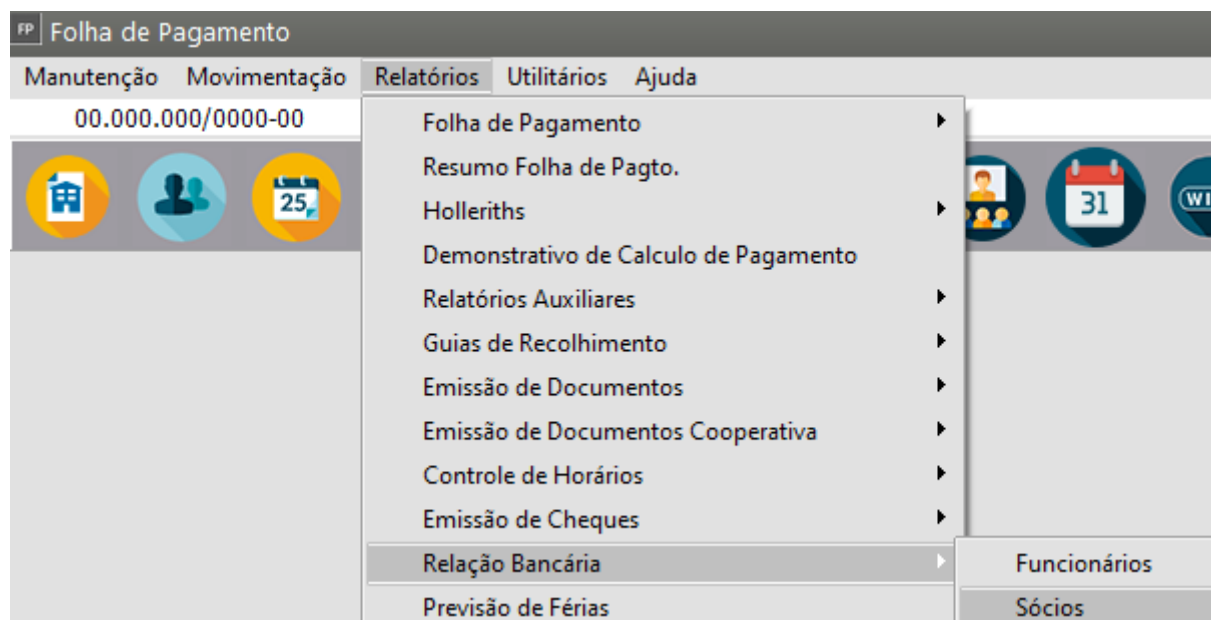 FP Folha de Pagamento
Manutenção Movimentação Relatórios Utilitários Ajuda
00.000.000/0000-00
25
31
WI
Folha de Pagamento
Resumo Folha de Pagto.
Holleriths
Demonstrativo de Calculo de Pagamento
Relatórios Auxiliares
Guias de Recolhimento
Emissão de Documentos
Emissão de Documentos Cooperativa
Controle de Horários
Emissão de Cheques
Relação Bancária
Previsão de Férias
Funcionários
Sócios